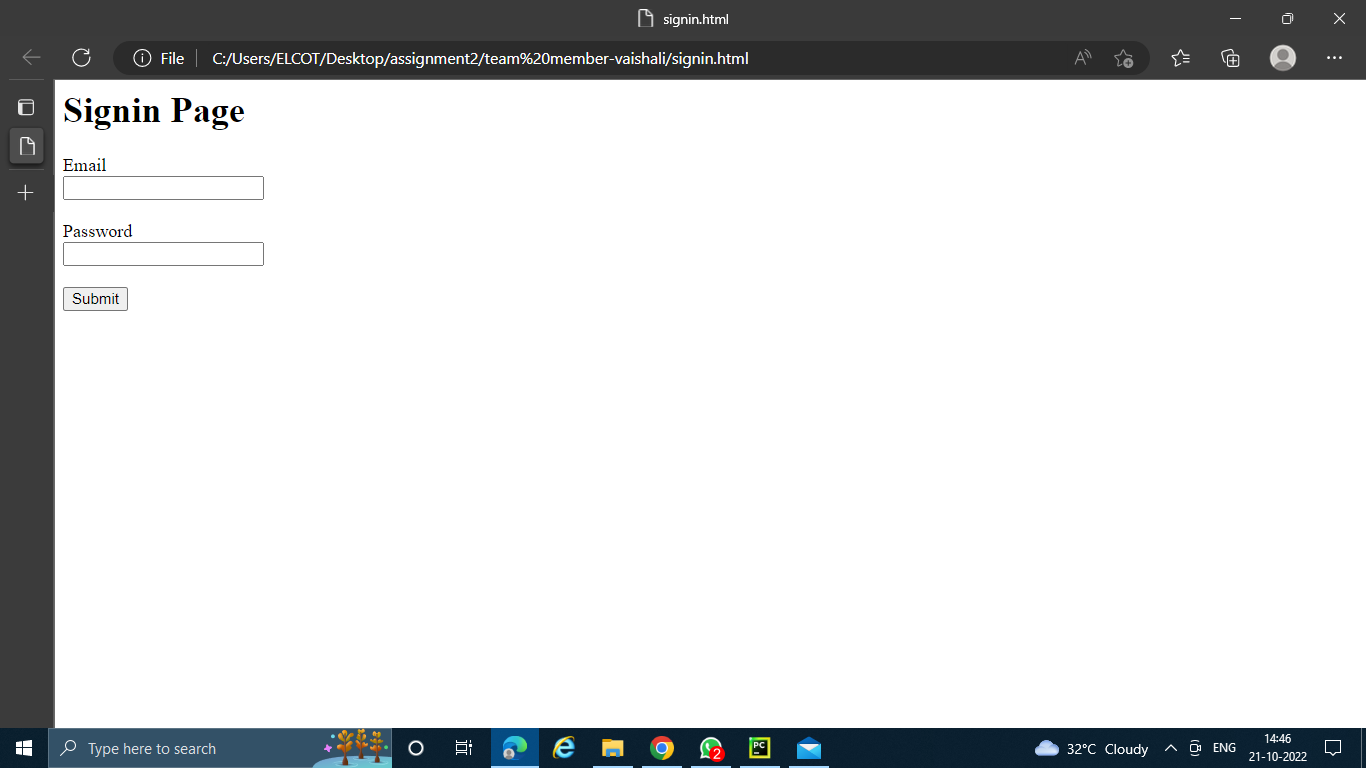 signin.html
File C:/Users/ELCOT/Desktop/assignment2/team%20member-vaishali/signin.html
Signin Page
Email
Password
Submit
Type here to search
2
PC
32°C Cloudy
ENG
14:46
21-10-2022